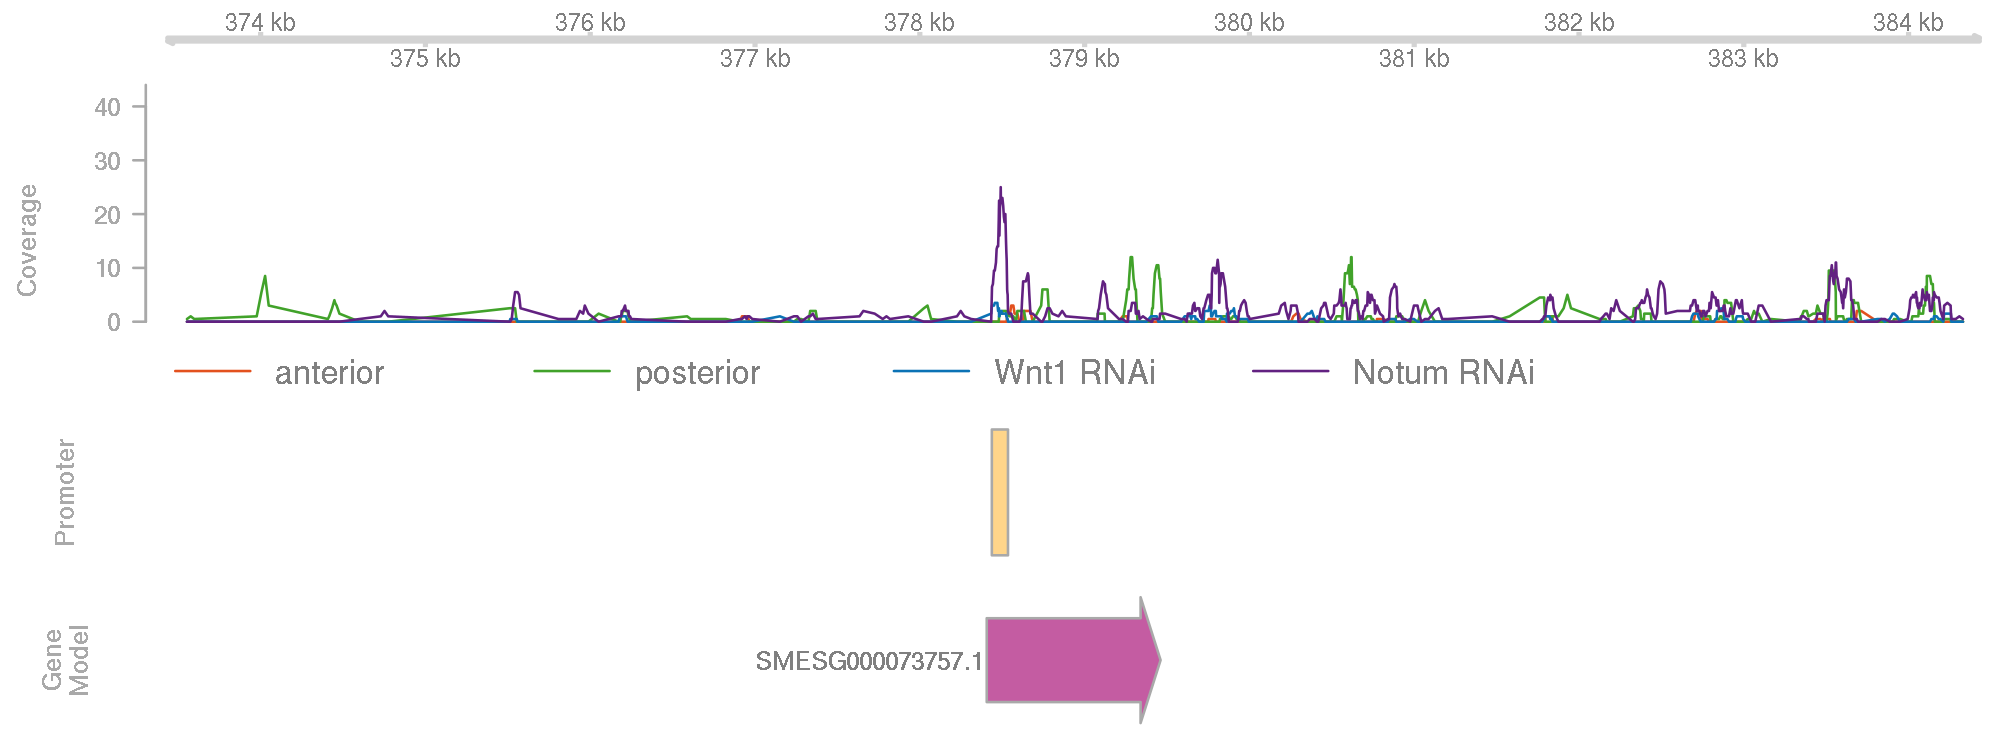 374 kb 376 kb 378 kb 380 kb 382 kb 384 kb
375 kb 377 kb 379 kb 381 kb 383 kb
Coverage
40
30
20
10
0
anterior posterior Wnt1 RNAi Notum RNAi
Promoter
Gene
Model
SMESG000073757.1